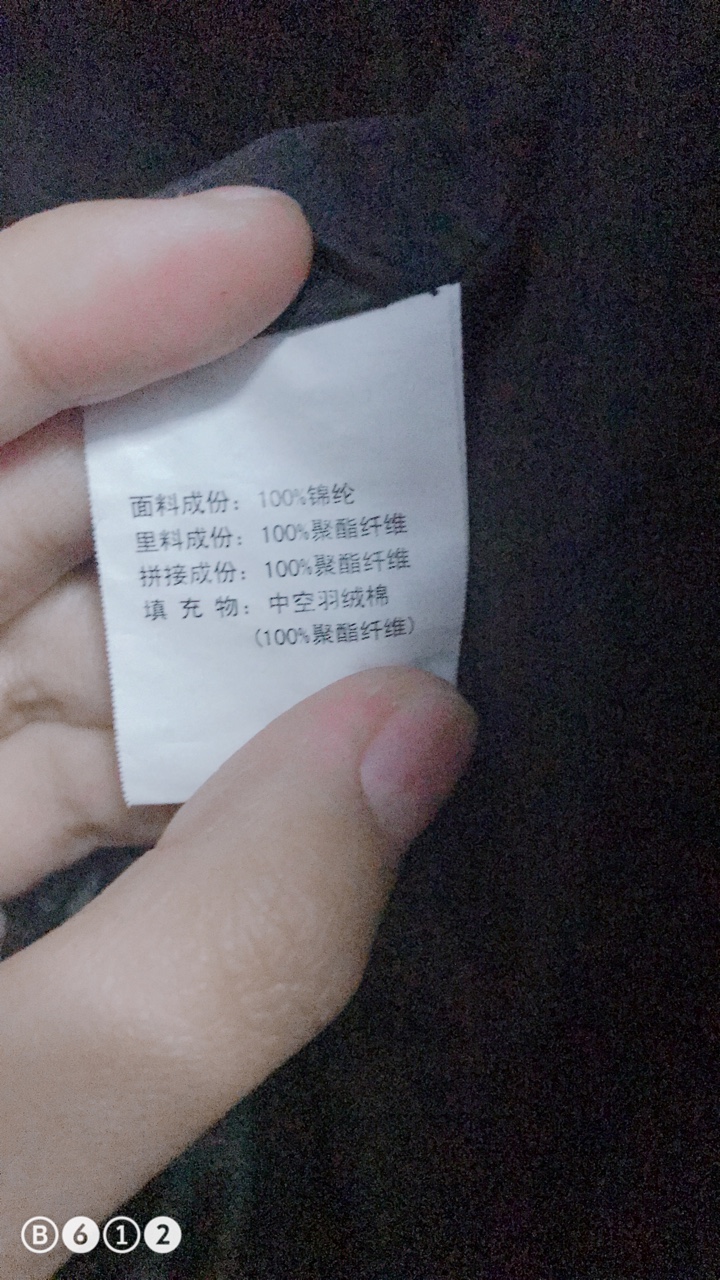 面料成份：100%锦纶
里料成份：100%聚酯纤维
拼接成份：100%聚酯纤维
填 充 物：中空羽绒棉
（100%聚酯纤维）
B612